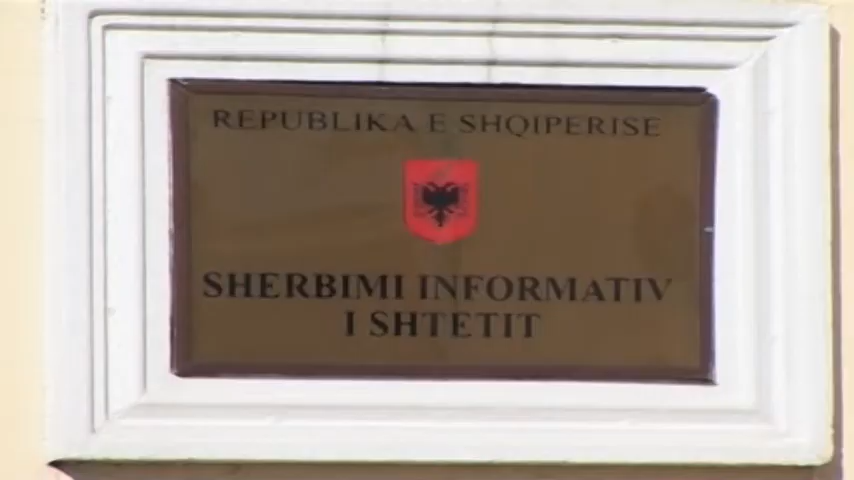 REPUBLIKA E SHQIPERISE
SHERBIMI INFORMATIV
I SHTETIT